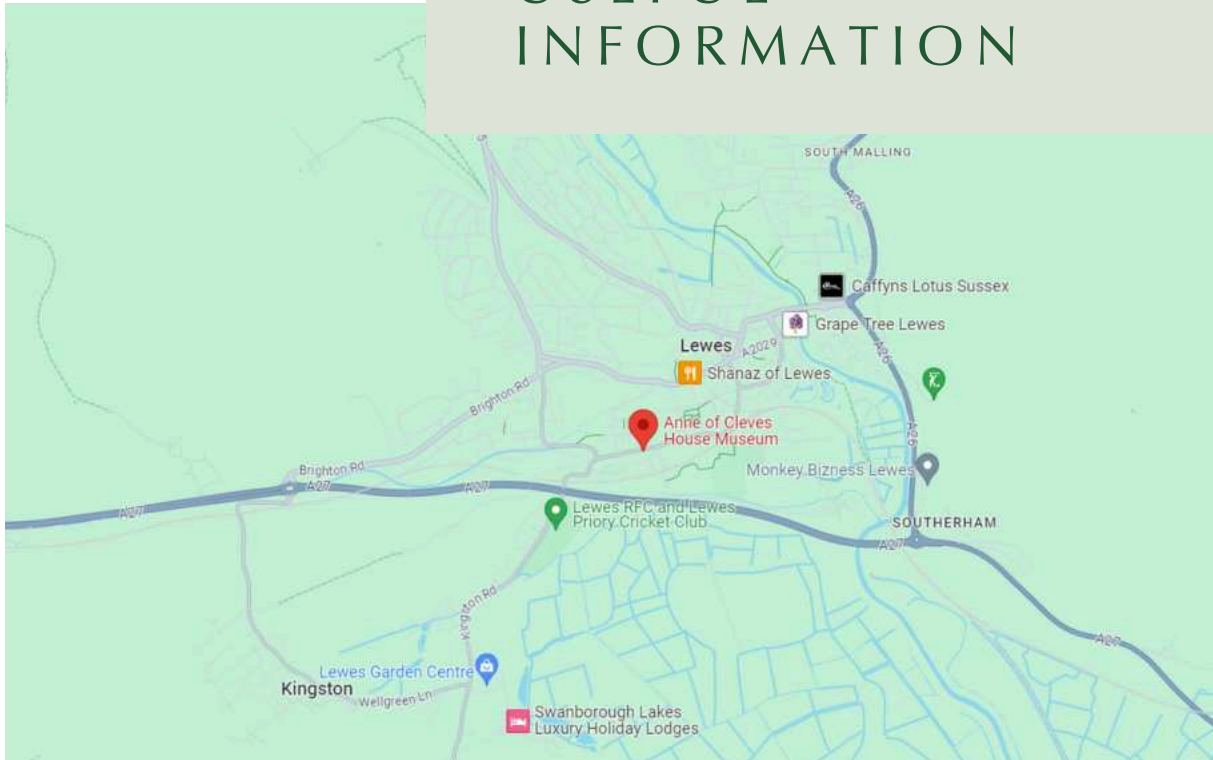 INFORMATION
SOUTH MALLING
A26
Caffyns Lotus Sussex
Grape Tree Lewes
Lewes
A2029
A26
Shanaz of Lewes
Brighton Rd
Anne of Cleves
House Museum
A26
Brighton Rd
Monkey Bizness Lewes
A27
A27
A27
Lewes RFC and Lewes
Priory Cricket Club
SOUTHERHAM
A27
Kingston Rd
A27
Lewes Garden Centre
Kingston
Wellgreen Ln
Swanborough Lakes
Luxury Holiday Lodges